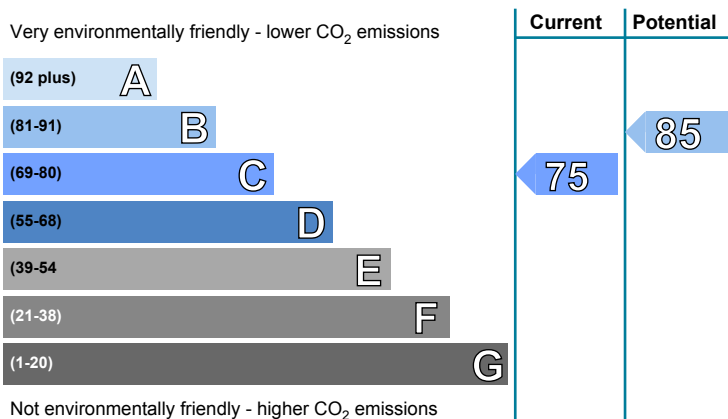 Current Potential
Very environmentally friendly - lower CO2 emissions
(92 plus) A
(81-91) B
85
(69-80) C
75
(55-68) D
(39-54 E
(21-38) F
(1-20) G
Not environmentally friendly - higher CO2 emissions